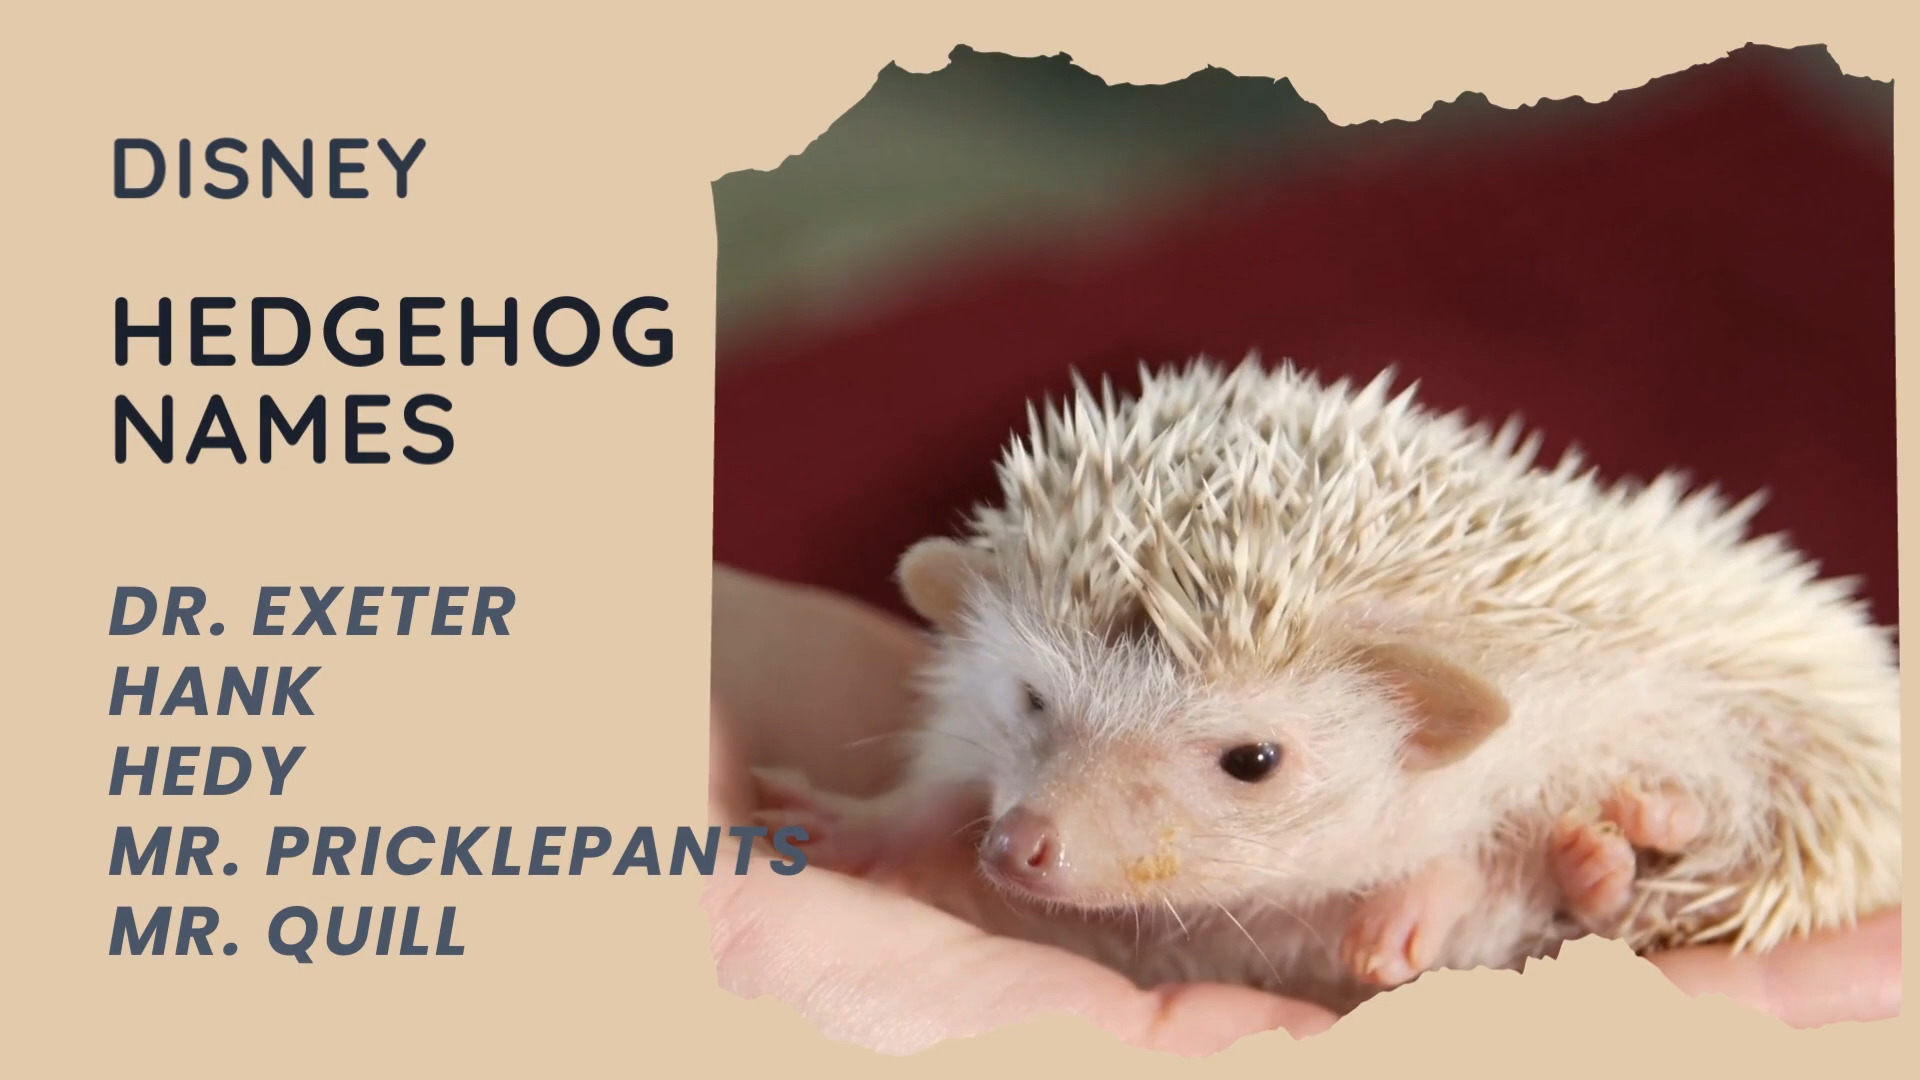 DISNEY
HEDGEHOG
NAMES
DR. EXETER
HANK
HEDY
MR. PRICKLEPANTS
MR. QUILL